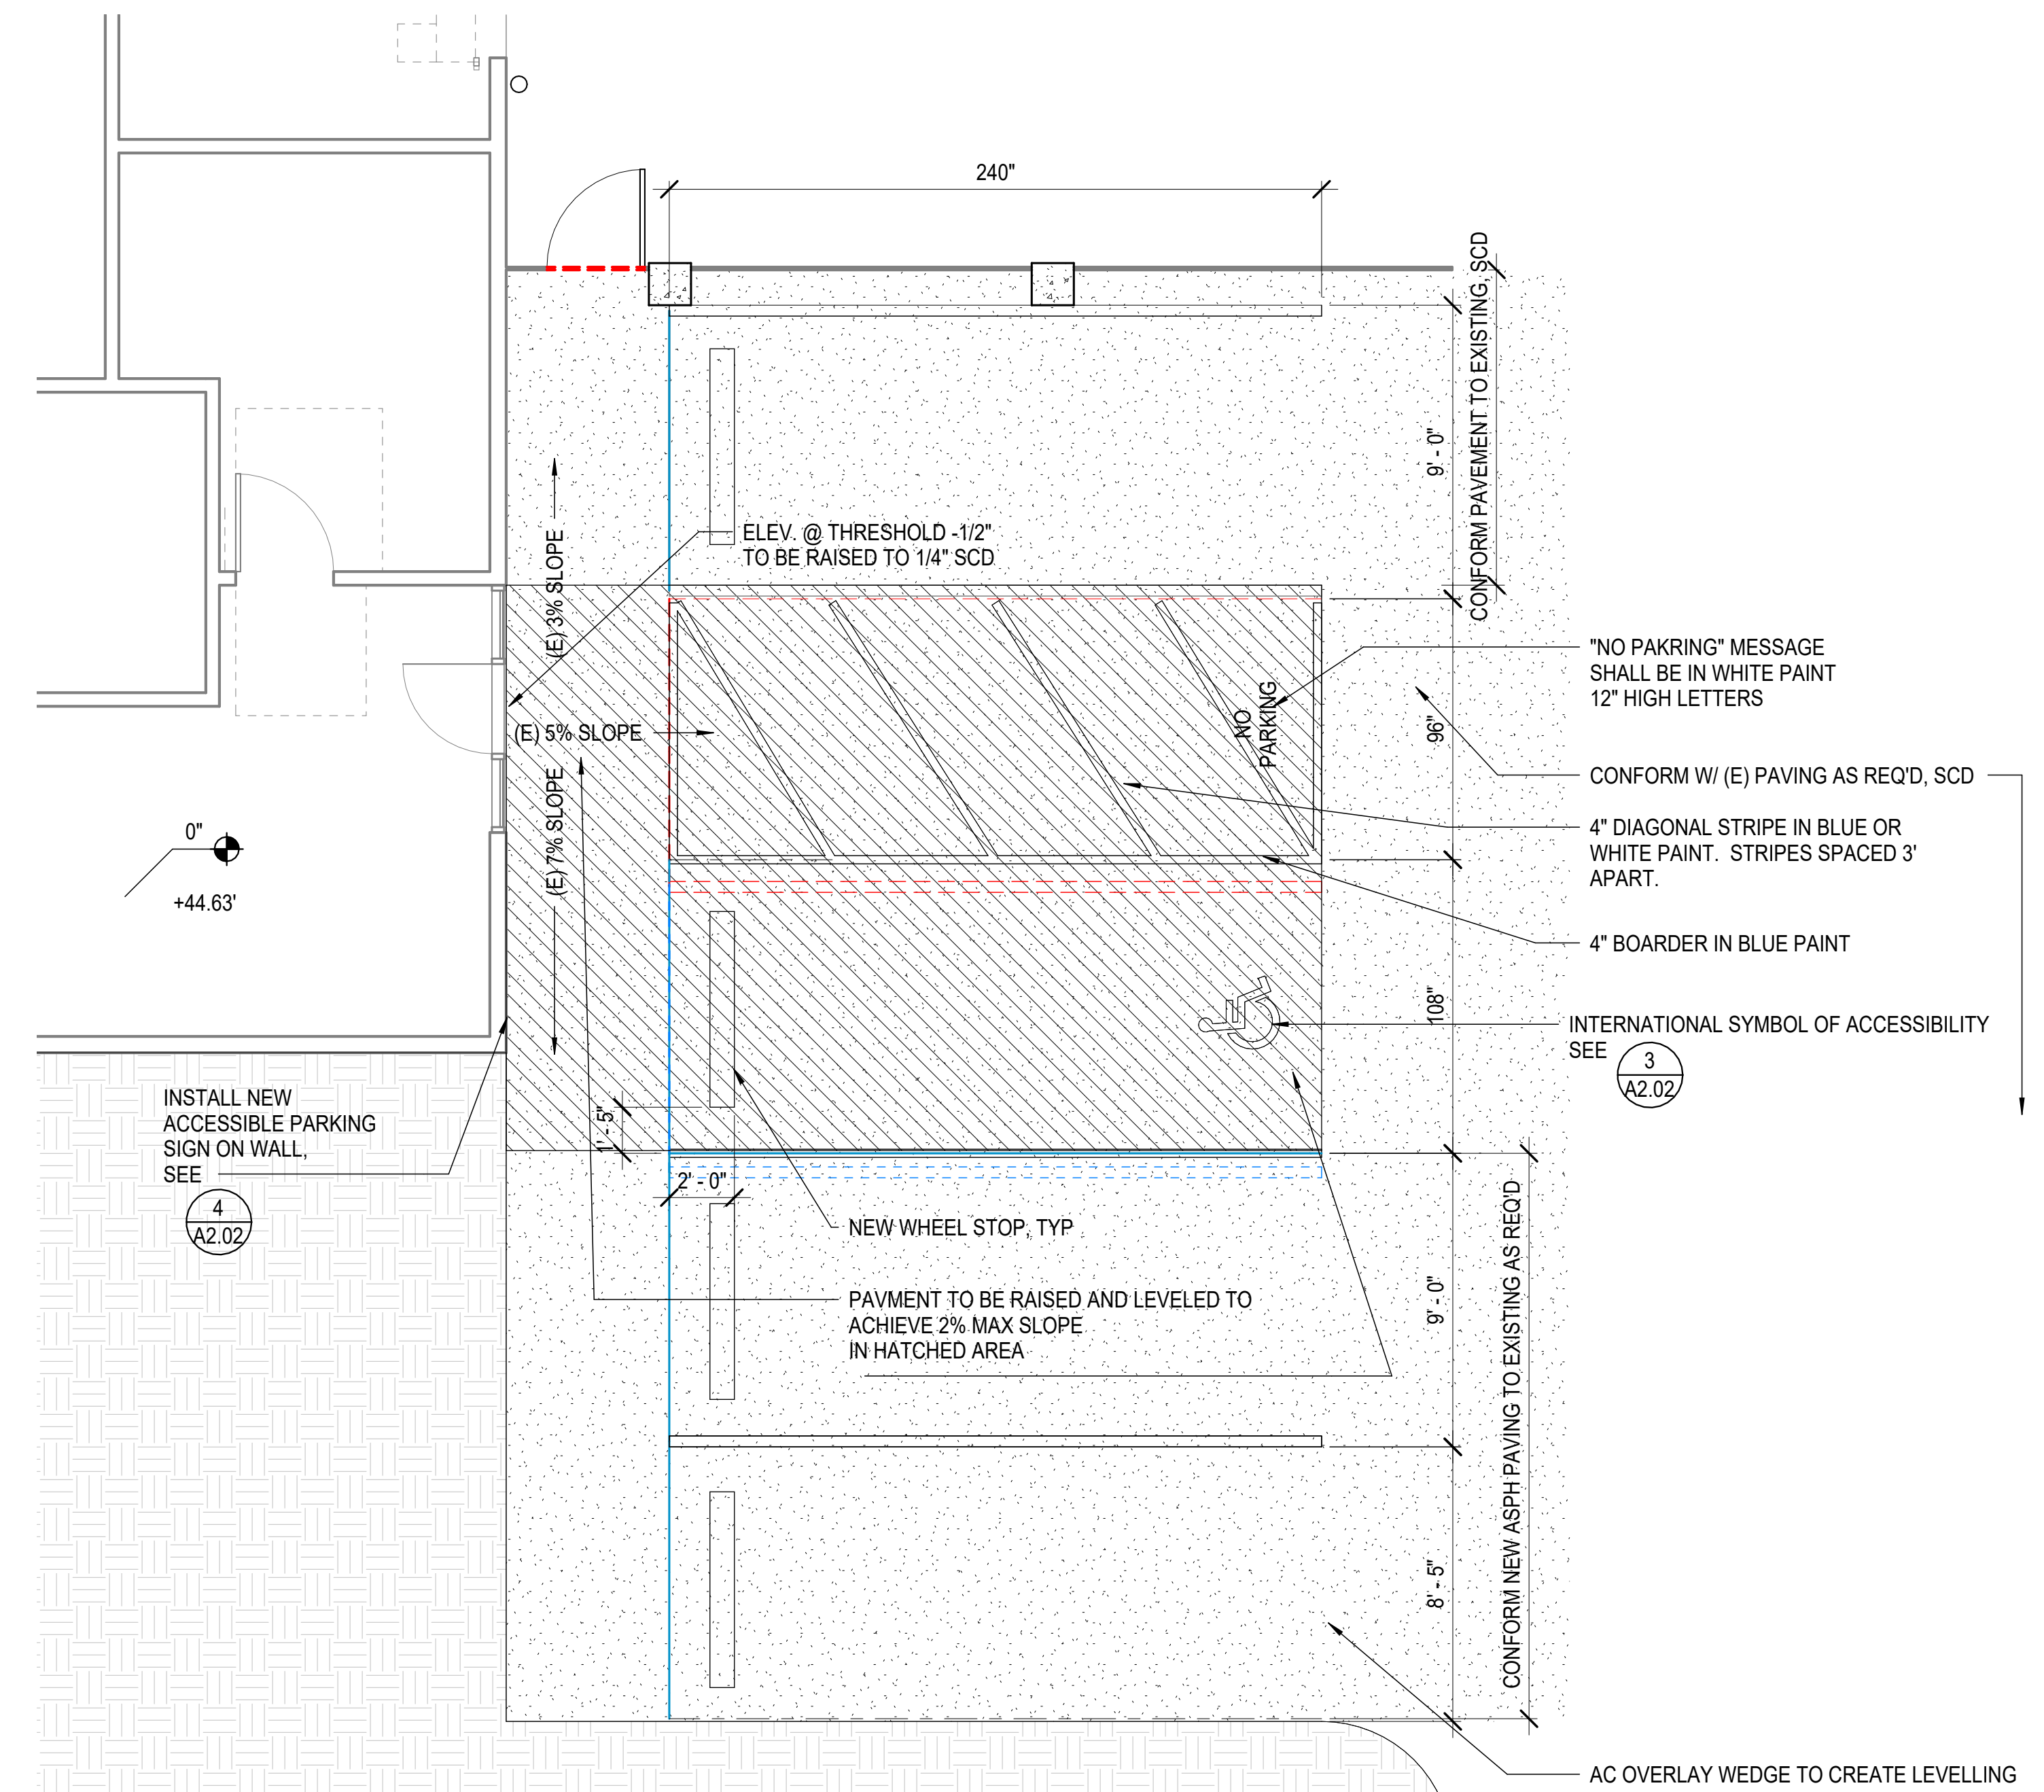 240"
CONFORM PAVEMENT TO EXISTING, SCD
9' - 0"
ELEV. @ THRESHOLD -1/2"
TO BE RAISED TO 1/4" SCD
(E) 3% SLOPE
"NO PAKRING" MESSAGE
SHALL BE IN WHITE PAINT
12" HIGH LETTERS
NO
PARKING
96"
(E) 5% SLOPE
CONFORM W/ (E) PAVING AS REQ'D, SCD
(E) 7% SLOPE
4" DIAGONAL STRIPE IN BLUE OR
WHITE PAINT. STRIPES SPACED 3'
APART.
0"
+44.63'
4" BOARDER IN BLUE PAINT
108"
INTERNATIONAL SYMBOL OF ACCESSIBILITY
SEE
3
A2.02
INSTALL NEW
ACCESSIBLE PARKING
SIGN ON WALL,
SEE
4
A2.02
1' - 5"
2' - 0"
NEW WHEEL STOP, TYP
PAVMENT TO BE RAISED AND LEVELED TO
ACHIEVE 2% MAX SLOPE
IN HATCHED AREA
9' - 0"
CONFORM NEW ASPH PAVING TO EXISTING AS REQ'D
8' - 5"
AC OVERLAY WEDGE TO CREATE LEVELLING